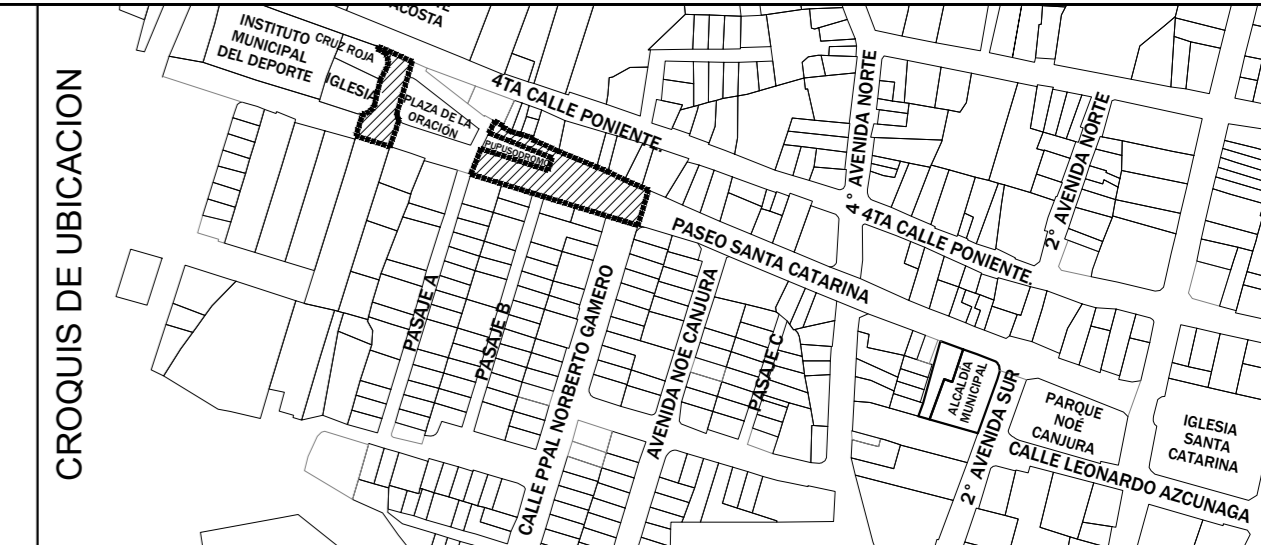 CROQUIS DE UBICACION
ACOSTA
INSTITUTO
MUNICIPAL
DEL DEPORTE
CRUZ ROJA
IGLESIA
PLAZA DE LA
ORACIÓN
4TA CALLE PONIENTE.
PUPUSODROMO
4° AVENIDA NORTE
2° AVENIDA NORTE
4TA CALLE PONIENTE.
PASEO SANTA CATARINA
PASAJE A
PASAJE B
CALLE PPAL NORBERTO GAMERO
AVENIDA NOE CANJURA
PASAJE C
ALCALDIA
MUNICIPAL
2° AVENIDA SUR
PARQUE
NOÉ
CANJURA
IGLESIA
SANTA
CATARINA
CALLE LEONARDO AZCUNAGA